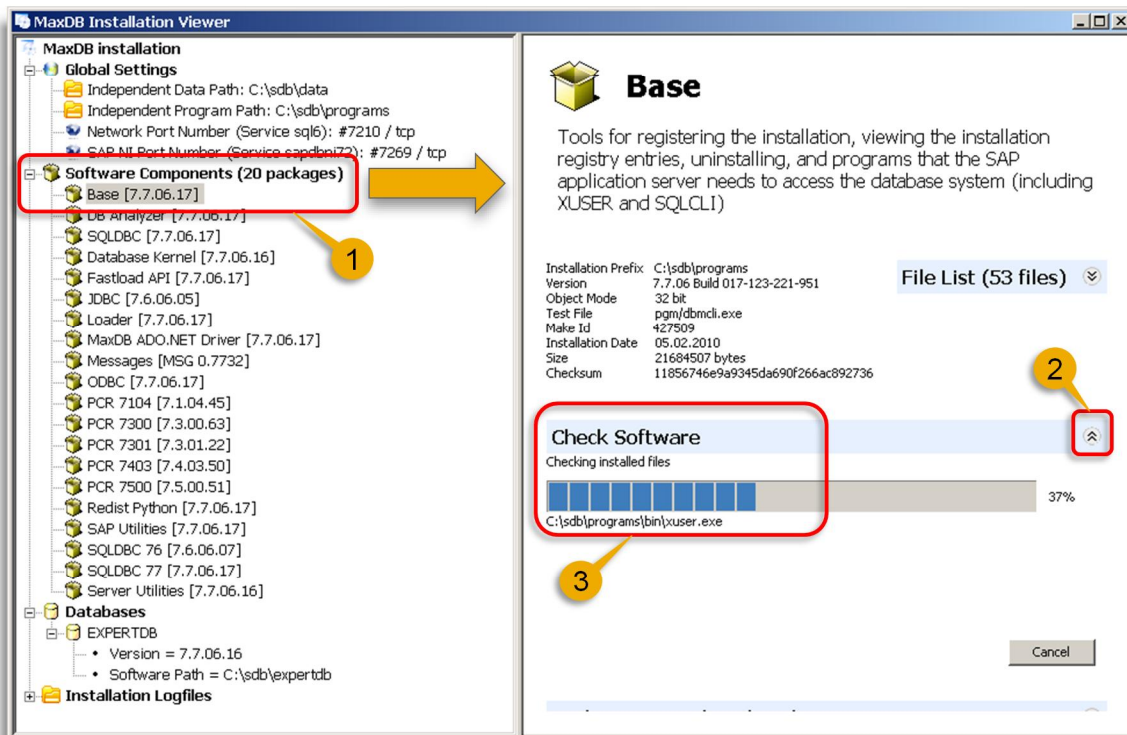 MaxDB Installation Viewer
MaxDB installation
Global Settings
Independent Data Path: C:\sdb\data
Independent Program Path: C:\sdb\programs
Network Port Number (Service sql6): #7210 / tcp
SAP NI Port Number (Service sapdbni72): #7269 / tcp
Software Components (20 packages)
Base [7.7.06.17]
DB Analyzer [7.7.06.17]
SQLDBC [7.7.06.17]
Database Kernel [7.7.06.16]
Fastload API [7.7.06.17]
JDBC [7.6.06.05]
Loader [7.7.06.17]
MaxDB ADO.NET Driver [7.7.06.17]
Messages [MSG 0.7732]
ODBC [7.7.06.17]
PCR 7104 [7.1.04.45]
PCR 7300 [7.3.00.63]
PCR 7301 [7.3.01.22]
PCR 7403 [7.4.03.50]
PCR 7500 [7.5.00.51]
Redist Python [7.7.06.17]
SAP Utilities [7.7.06.17]
SQLDBC 76 [7.6.06.07]
SQLDBC 77 [7.7.06.17]
Server Utilities [7.7.06.16]
Databases
EXPERTDB
• Version = 7.7.06.16
• Software Path = C:\sdb\expertdb
Installation Logfiles
1
Base
Tools for registering the installation, viewing the installation
registry entries, uninstalling, and programs that the SAP
application server needs to access the database system (including
XUSER and SQLCLI)
Installation Prefix C:\sdb\programs
Version 7.7.06 Build 017-123-221-951
Object Mode 32 bit
Test File pgm/dbmcli.exe
Make Id 427509
Installation Date 05.02.2010
Size 21684507 bytes
Checksum 11856746e9a9345da690f266ac892736
File List (53 files)
2
Check Software
Checking installed files
37%
C:\sdb\programs\bin\xuser.exe
3
Cancel